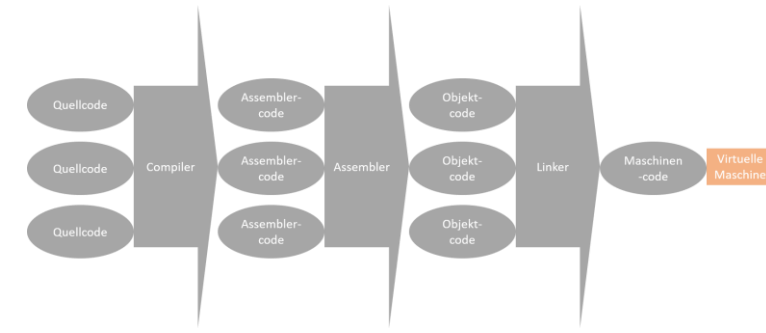 Quellcode
Quellcode
Quellcode
Compiler
Assembler-
code
Assembler-
code
Assembler-
code
Assembler
Objekt-
code
Objekt-
code
Objekt-
code
Linker
Maschinen
-code
Virtuelle
Maschine